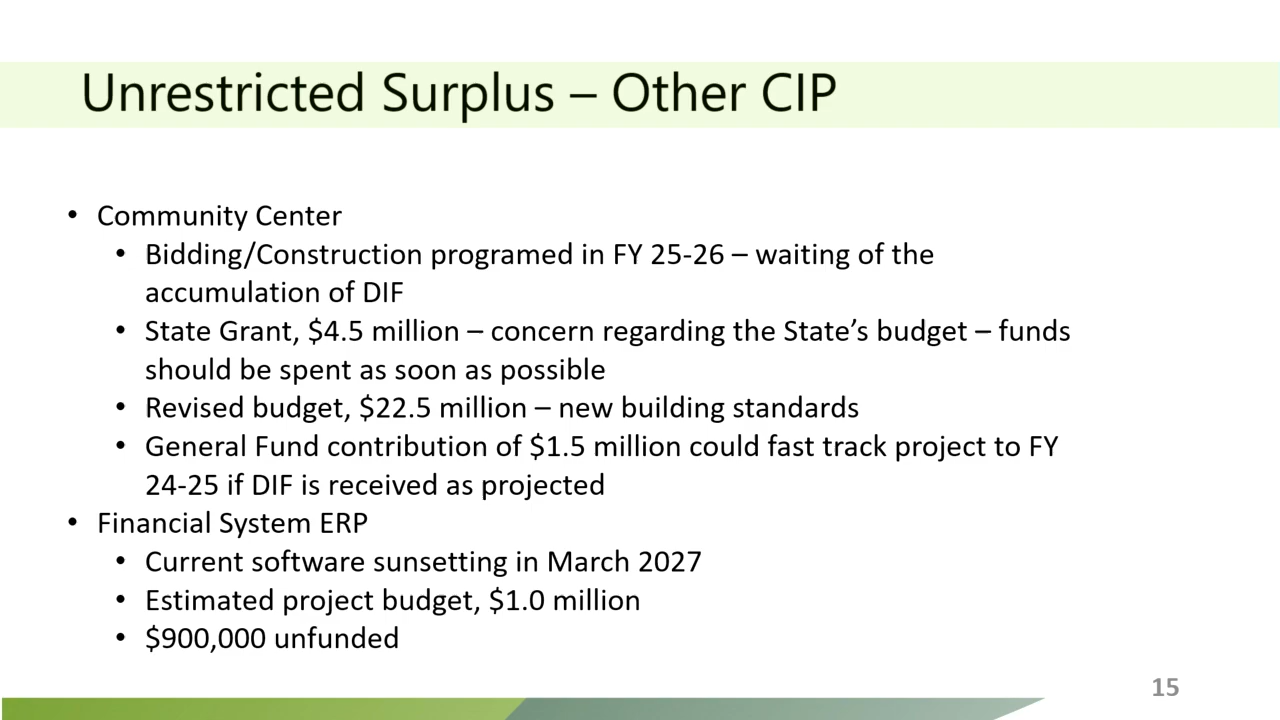 Unrestricted Surplus – Other CIP
• Community Center
• Bidding/Construction programed in FY 25-26 – waiting of the
accumulation of DIF
• State Grant, $4.5 million – concern regarding the State’s budget – funds
should be spent as soon as possible
• Revised budget, $22.5 million – new building standards
• General Fund contribution of $1.5 million could fast track project to FY
24-25 if DIF is received as projected
• Financial System ERP
• Current software sunsetting in March 2027
• Estimated project budget, $1.0 million
• $900,000 unfunded
15